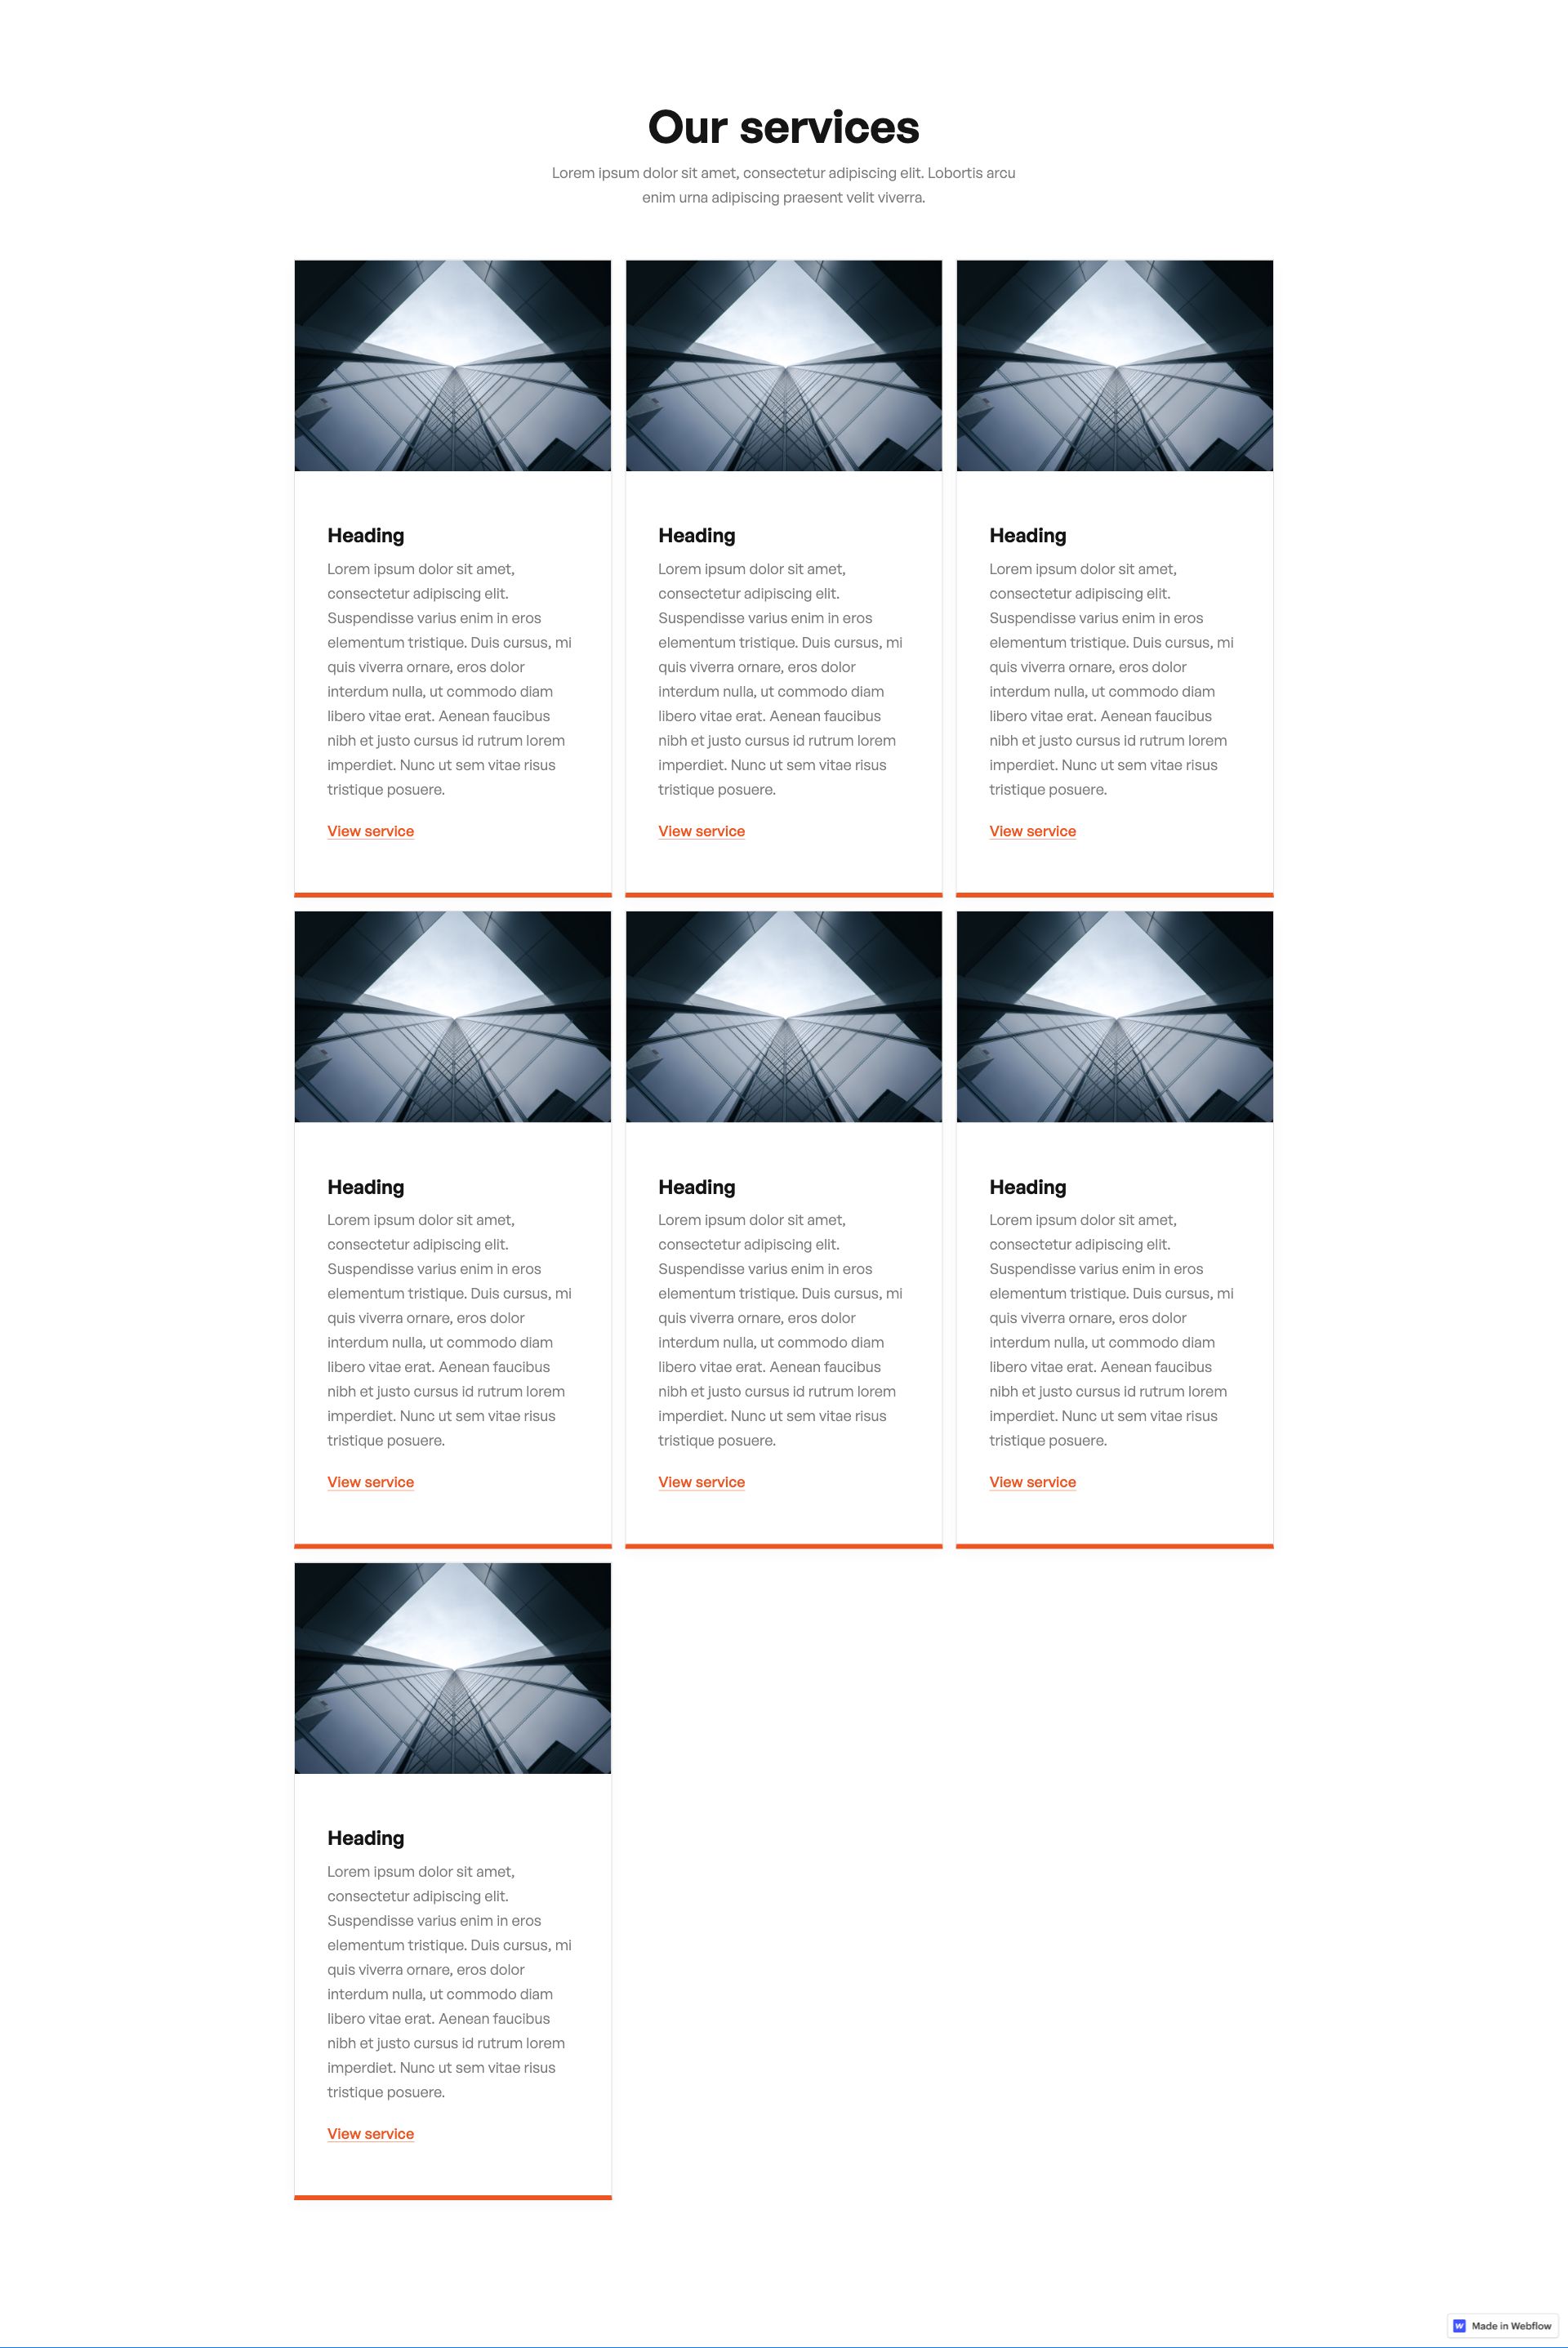 Our services
Lorem ipsum dolor sit amet, consectetur adipiscing elit. Lobortis arcu
enim urna adipiscing praesent velit viverra.
Heading
Lorem ipsum dolor sit amet,
consectetur adipiscing elit.
Suspendisse varius enim in eros
elementum tristique. Duis cursus, mi
quis viverra ornare, eros dolor
interdum nulla, ut commodo diam
libero vitae erat. Aenean faucibus
nibh et justo cursus id rutrum lorem
imperdiet. Nunc ut sem vitae risus
tristique posuere.
View service
Heading
Lorem ipsum dolor sit amet,
consectetur adipiscing elit.
Suspendisse varius enim in eros
elementum tristique. Duis cursus, mi
quis viverra ornare, eros dolor
interdum nulla, ut commodo diam
libero vitae erat. Aenean faucibus
nibh et justo cursus id rutrum lorem
imperdiet. Nunc ut sem vitae risus
tristique posuere.
View service
Heading
Lorem ipsum dolor sit amet,
consectetur adipiscing elit.
Suspendisse varius enim in eros
elementum tristique. Duis cursus, mi
quis viverra ornare, eros dolor
interdum nulla, ut commodo diam
libero vitae erat. Aenean faucibus
nibh et justo cursus id rutrum lorem
imperdiet. Nunc ut sem vitae risus
tristique posuere.
View service
Heading
Lorem ipsum dolor sit amet,
consectetur adipiscing elit.
Suspendisse varius enim in eros
elementum tristique. Duis cursus, mi
quis viverra ornare, eros dolor
interdum nulla, ut commodo diam
libero vitae erat. Aenean faucibus
nibh et justo cursus id rutrum lorem
imperdiet. Nunc ut sem vitae risus
tristique posuere.
View service
Heading
Lorem ipsum dolor sit amet,
consectetur adipiscing elit.
Suspendisse varius enim in eros
elementum tristique. Duis cursus, mi
quis viverra ornare, eros dolor
interdum nulla, ut commodo diam
libero vitae erat. Aenean faucibus
nibh et justo cursus id rutrum lorem
imperdiet. Nunc ut sem vitae risus
tristique posuere.
View service
Heading
Lorem ipsum dolor sit amet,
consectetur adipiscing elit.
Suspendisse varius enim in eros
elementum tristique. Duis cursus, mi
quis viverra ornare, eros dolor
interdum nulla, ut commodo diam
libero vitae erat. Aenean faucibus
nibh et justo cursus id rutrum lorem
imperdiet. Nunc ut sem vitae risus
tristique posuere.
View service
Heading
Lorem ipsum dolor sit amet,
consectetur adipiscing elit.
Suspendisse varius enim in eros
elementum tristique. Duis cursus, mi
quis viverra ornare, eros dolor
interdum nulla, ut commodo diam
libero vitae erat. Aenean faucibus
nibh et justo cursus id rutrum lorem
imperdiet. Nunc ut sem vitae risus
tristique posuere.
View service
Made in Webflow